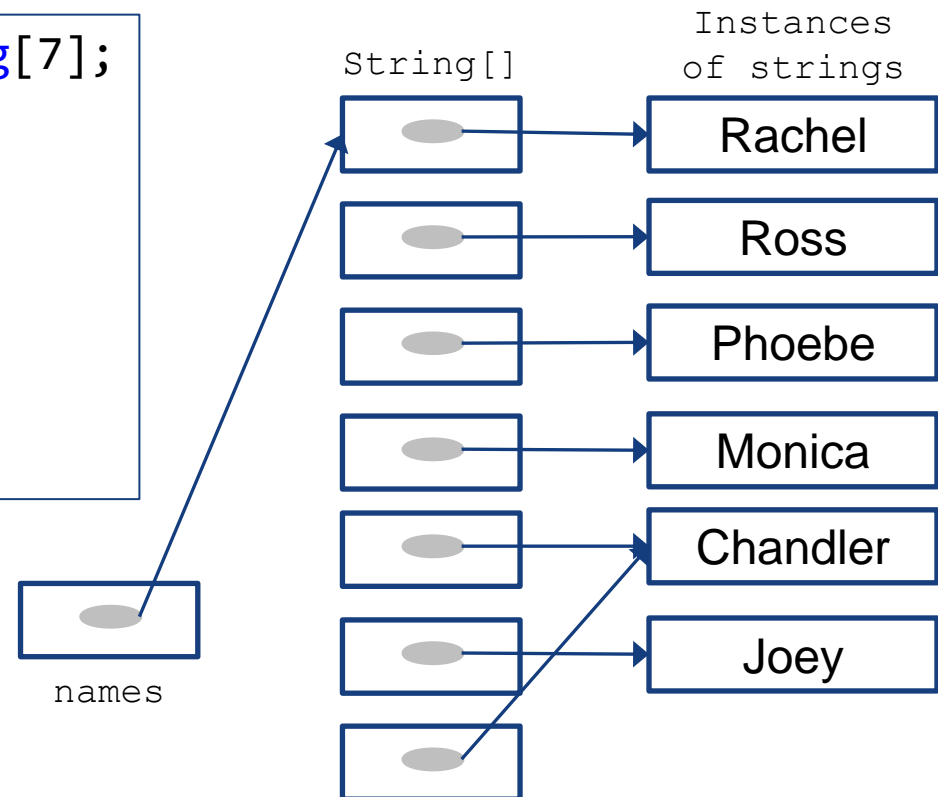 g[7];
String[]
Instances
of strings
Rachel
Ross
Phoebe
Monica
Chandler
Joey
names